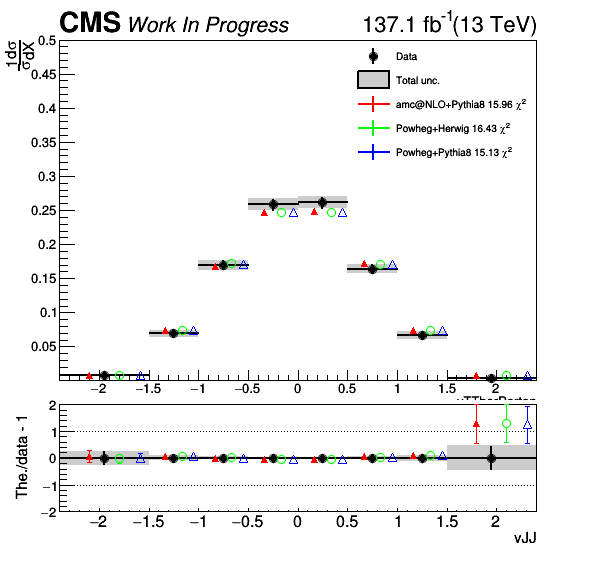 CMS Work In Progress 137.1 fb⁻¹(13 TeV)
1 dσ
σ dX
Data
Total unc.
amc@NLO+Pythia8 15.96 χ²
Powheg+Herwig 16.43 χ²
Powheg+Pythia8 15.13 χ²
0.5
0.45
0.4
0.35
0.3
0.25
0.2
0.15
0.1
0.05
−2 −1.5 −1 −0.5 0 0.5 1 1.5 2
The./data - 1
2
1
0
−1
−2
−2 −1.5 −1 −0.5 0 0.5 1 1.5 2
yJJ